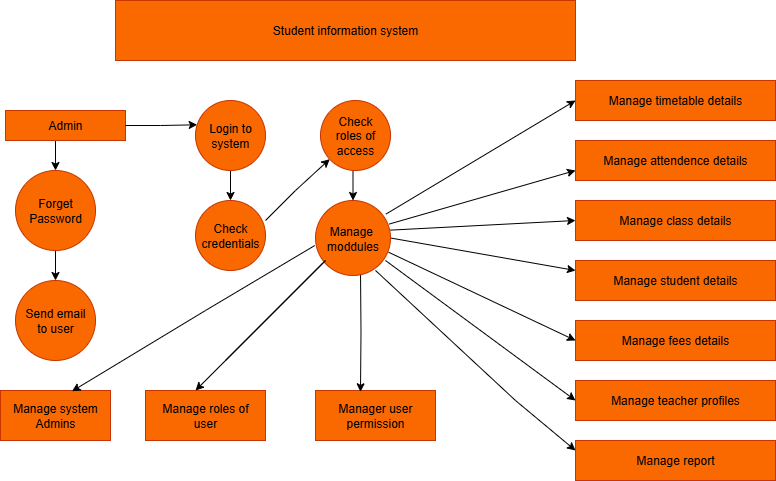 Student information system
Admin
Login to
system
Check
roles of
access
Manage timetable details
Manage attendence details
Forget
Password
Check
credentials
Manage
moddules
Manage class details
Manage student details
Send email
to user
Manage fees details
Manage system
Admins
Manage roles of
user
Manager user
permission
Manage teacher profiles
Manage report